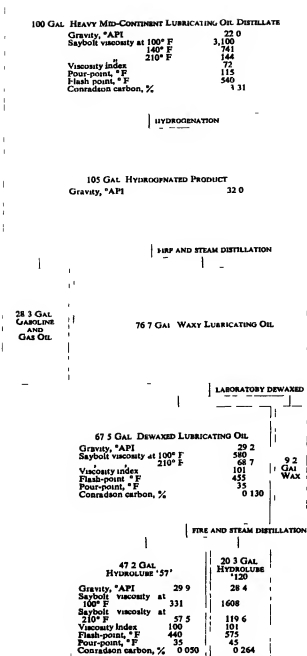 100 GAL HEAVY MID-CONTINENT LUBRICATING OIL DISTILLATE
Gravity, °API 22 0
Saybolt viscosity at 100° F 3,100
140° F 741
210° F 144
Viscosity index 72
Pour-point, °F 115
Flash point, °F 540
Conradson carbon, % 3 31
HYDROGENATION
105 GAL HYDROGENATED PRODUCT
Gravity, °API 32 0
FIRE AND STEAM DISTILLATION
28 3 GAL
GASOLINE
AND
GAS OIL
76 7 GAL WAXY LUBRICATING OIL
LABORATORY DEWAXED
67 5 GAL DEWAXED LUBRICATING OIL
Gravity, °API 29 2
Saybolt viscosity at 100° F 580
210° F 68 7
Viscosity index 101
Flash-point, °F 455
Pour-point, °F 35
Conradson carbon, % 0 130
9 2
GAL
WAX
FIRE AND STEAM DISTILLATION
47 2 GAL
HYDROLUBE '57'
Gravity, °API 29 9
Saybolt viscosity at
100° F 331
Saybolt viscosity at
210° F 57 5
Viscosity index 100
Flash-point, °F 440
Pour-point, °F 35
Conradson carbon, % 0 050
20 3 GAL
HYDROLUBE
'120
28 4
1608
119 6
101
575
45
0 264